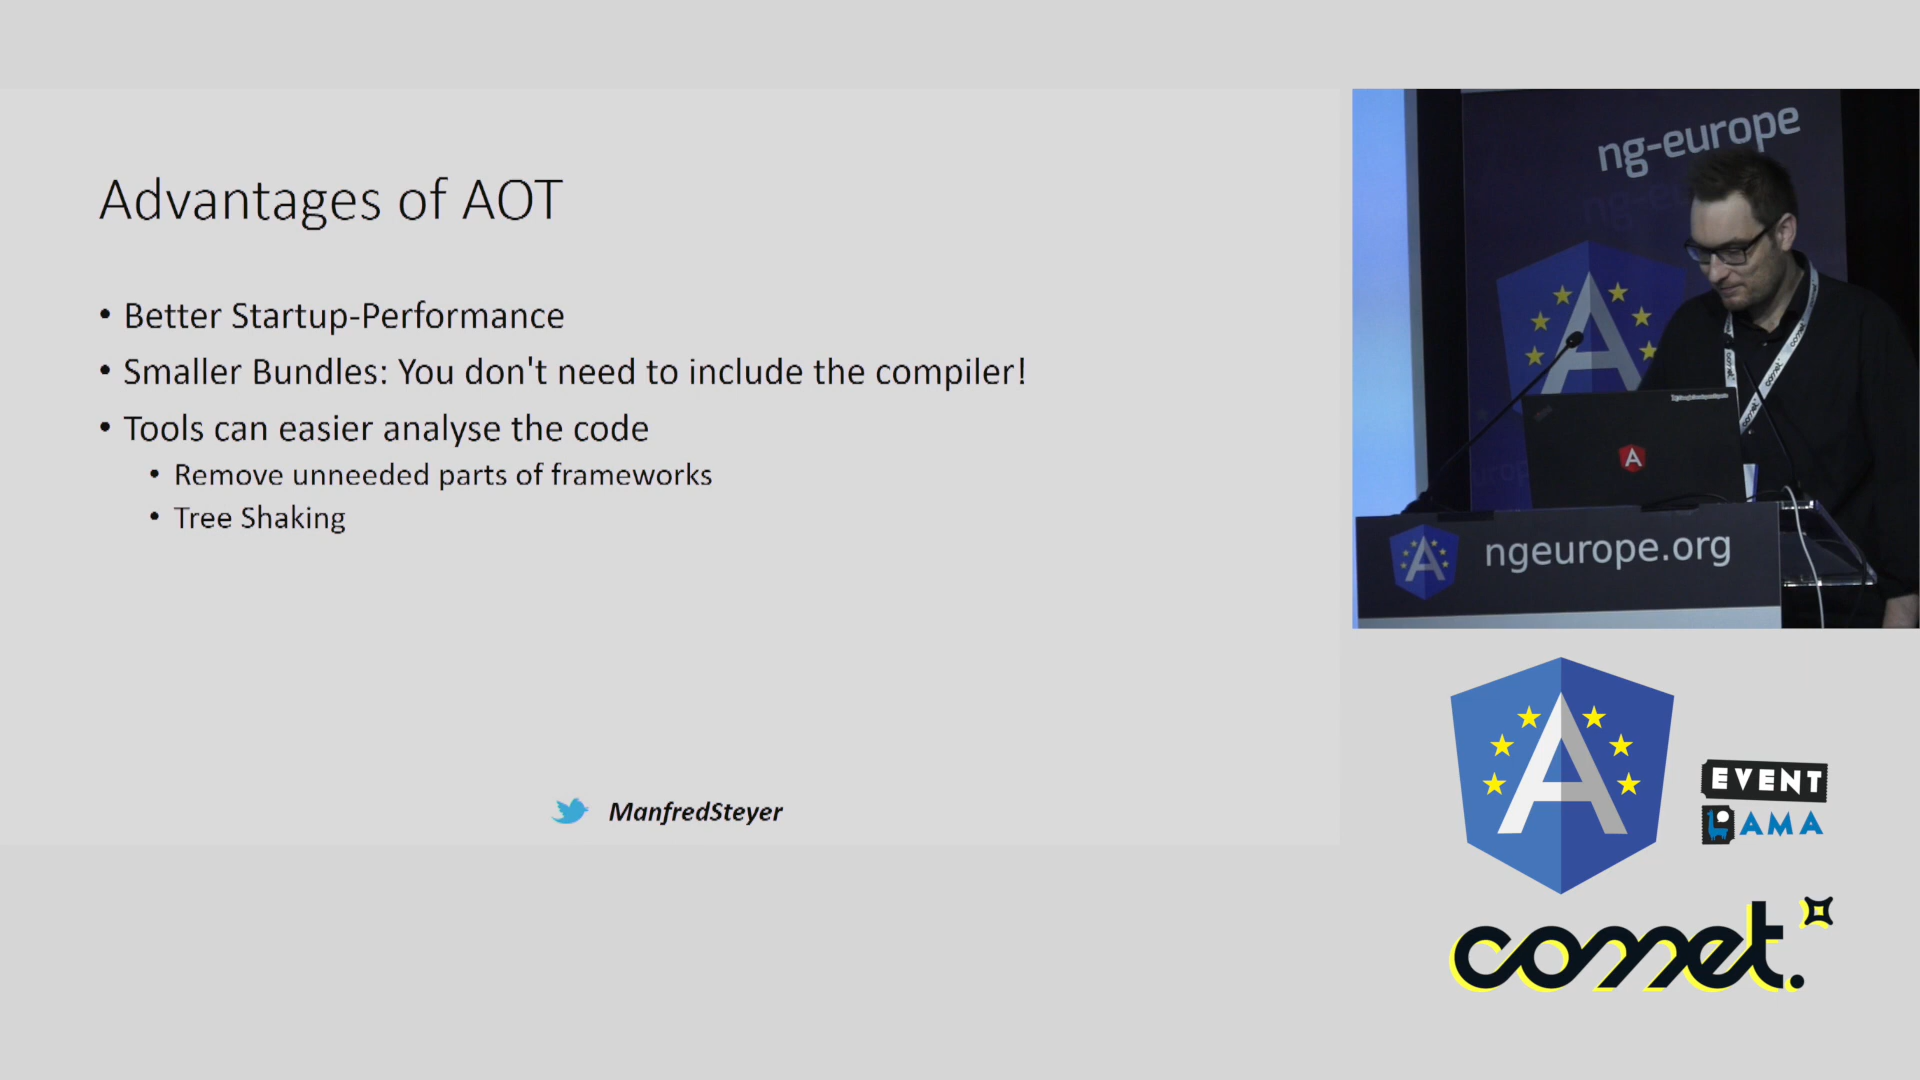 Advantages of AOT
• Better Startup-Performance
• Smaller Bundles: You don't need to include the compiler!
• Tools can easier analyse the code
• Remove unneeded parts of frameworks
• Tree Shaking
ManfredSteyer
ng-europe
comet.
ngeurope.org
EVENT
LAMA
comet.